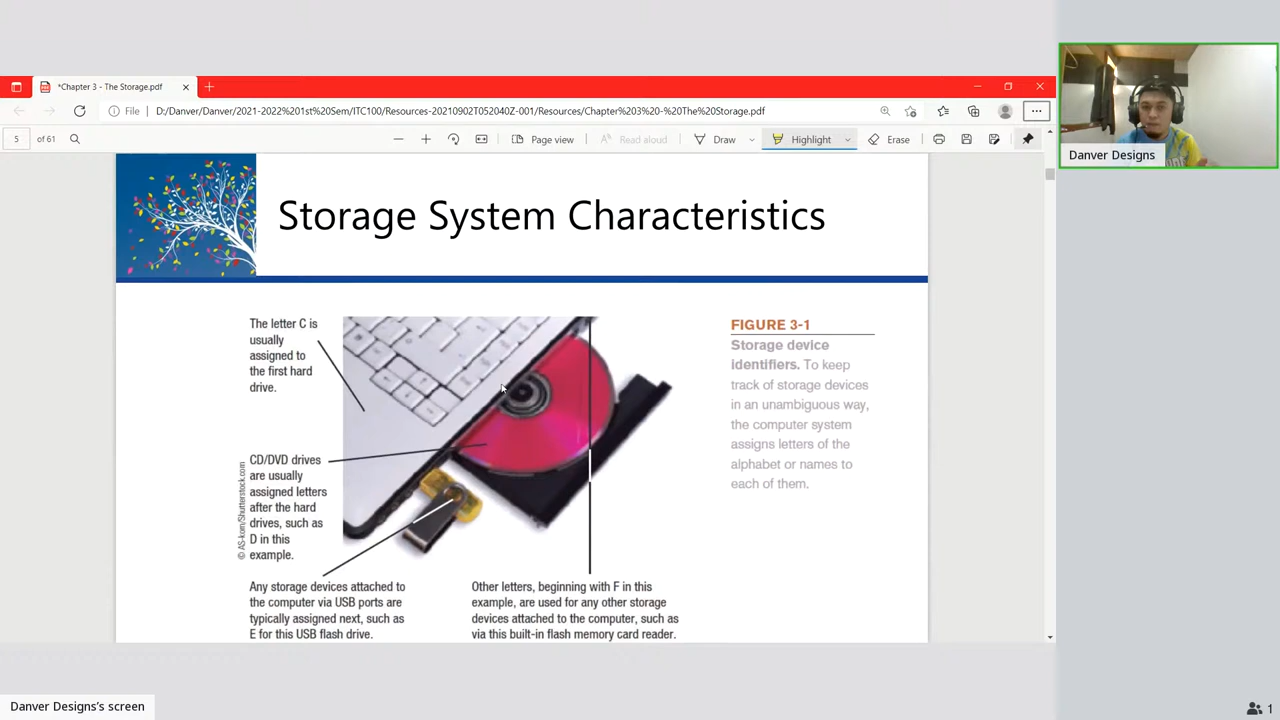 *Chapter 3 - The Storage.pdf
File
D:/Danver/Danver/2021-2022%201st%20Sem/ITC100/Resources-20210902T052040Z-001/Resources/Chapter%203%20-%20The%20Storage.pdf
5 of 61
Page view
Read aloud
Draw
Highlight
Erase
Danver Designs
Storage System Characteristics
The letter C is
usually
assigned to
the first hard
drive.
CD/DVD drives
are usually
assigned letters
after the hard
drives, such as
D in this
example.
© AS-kom/Shutterstock.com
Any storage devices attached to
the computer via USB ports are
typically assigned next, such as
E for this USB flash drive.
Other letters, beginning with F in this
example, are used for any other storage
devices attached to the computer, such as
via this built-in flash memory card reader.
FIGURE 3-1
Storage device
identifiers. To keep
track of storage devices
in an unambiguous way,
the computer system
assigns letters of the
alphabet or names to
each of them.
Danver Designs's screen
1